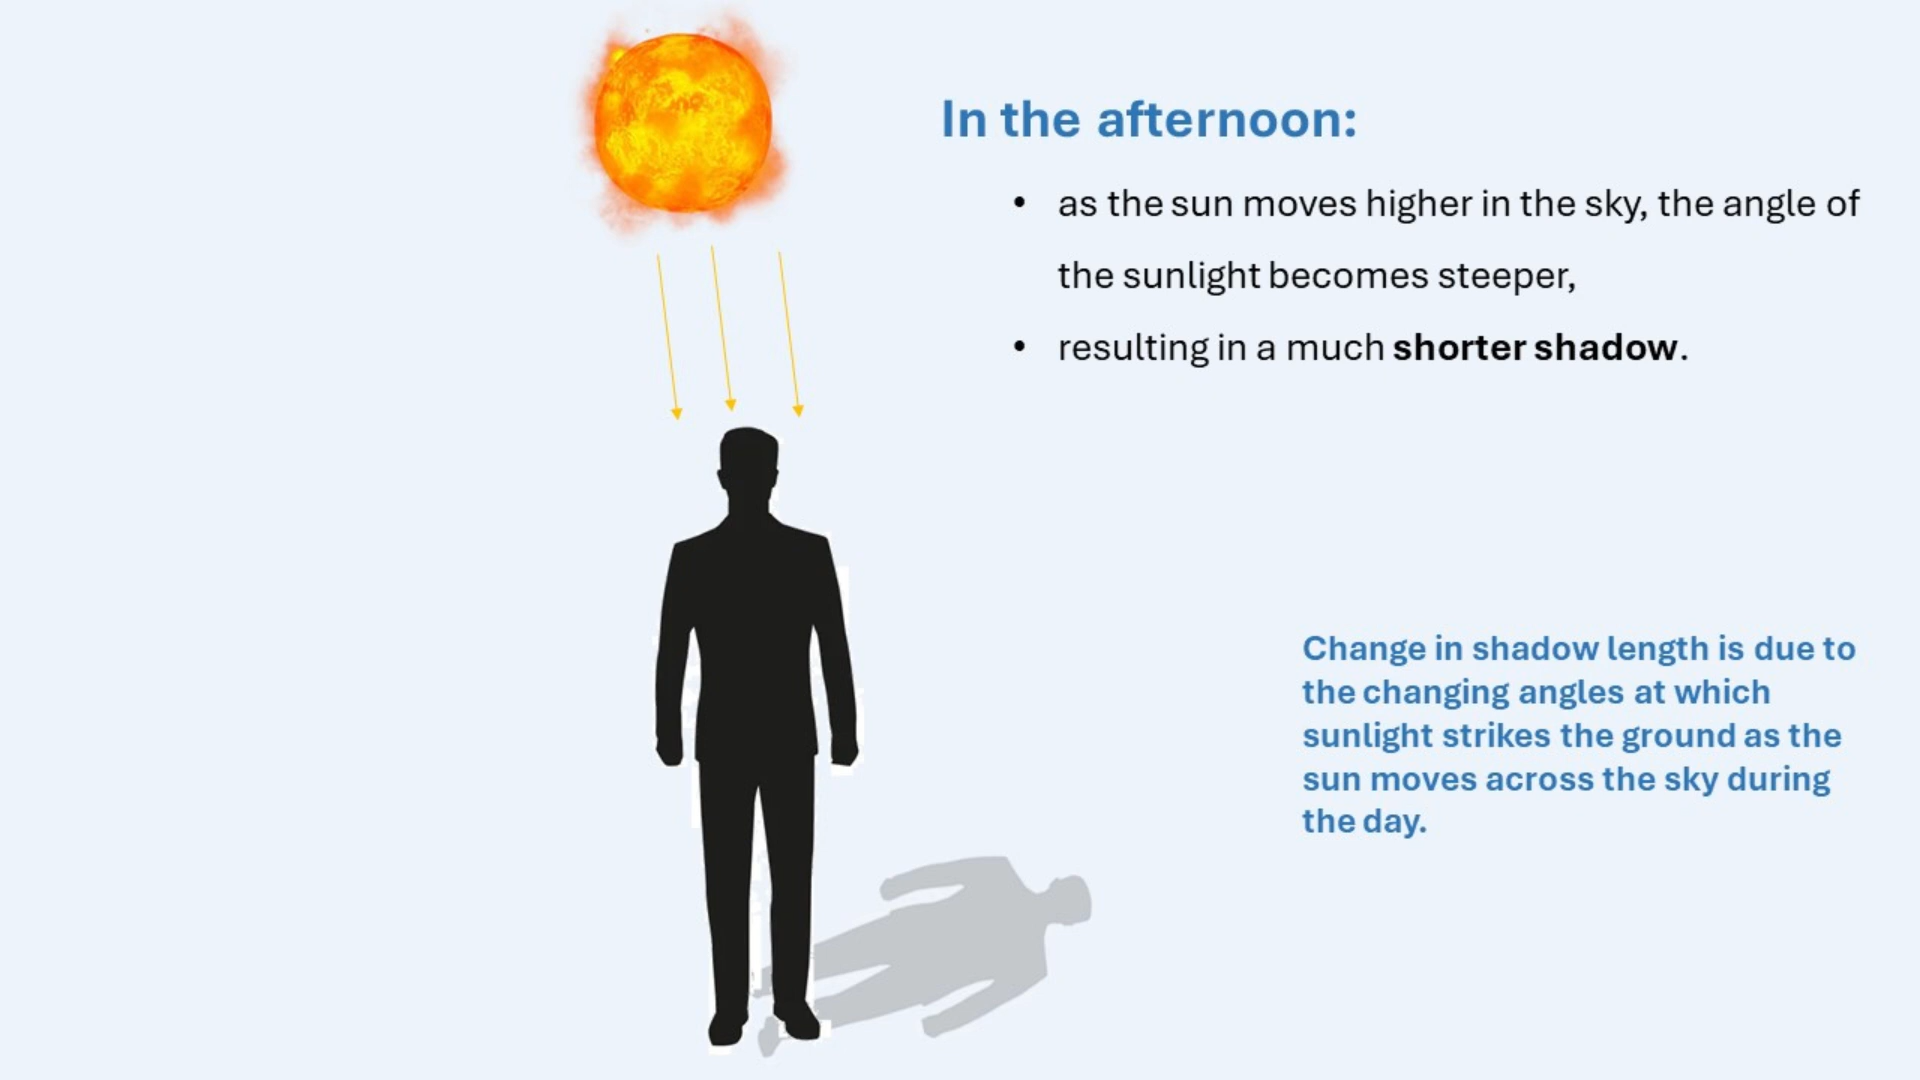 In the afternoon:
• as the sun moves higher in the sky, the angle of
the sunlight becomes steeper,
• resulting in a much shorter shadow.
Change in shadow length is due to
the changing angles at which
sunlight strikes the ground as the
sun moves across the sky during
the day.